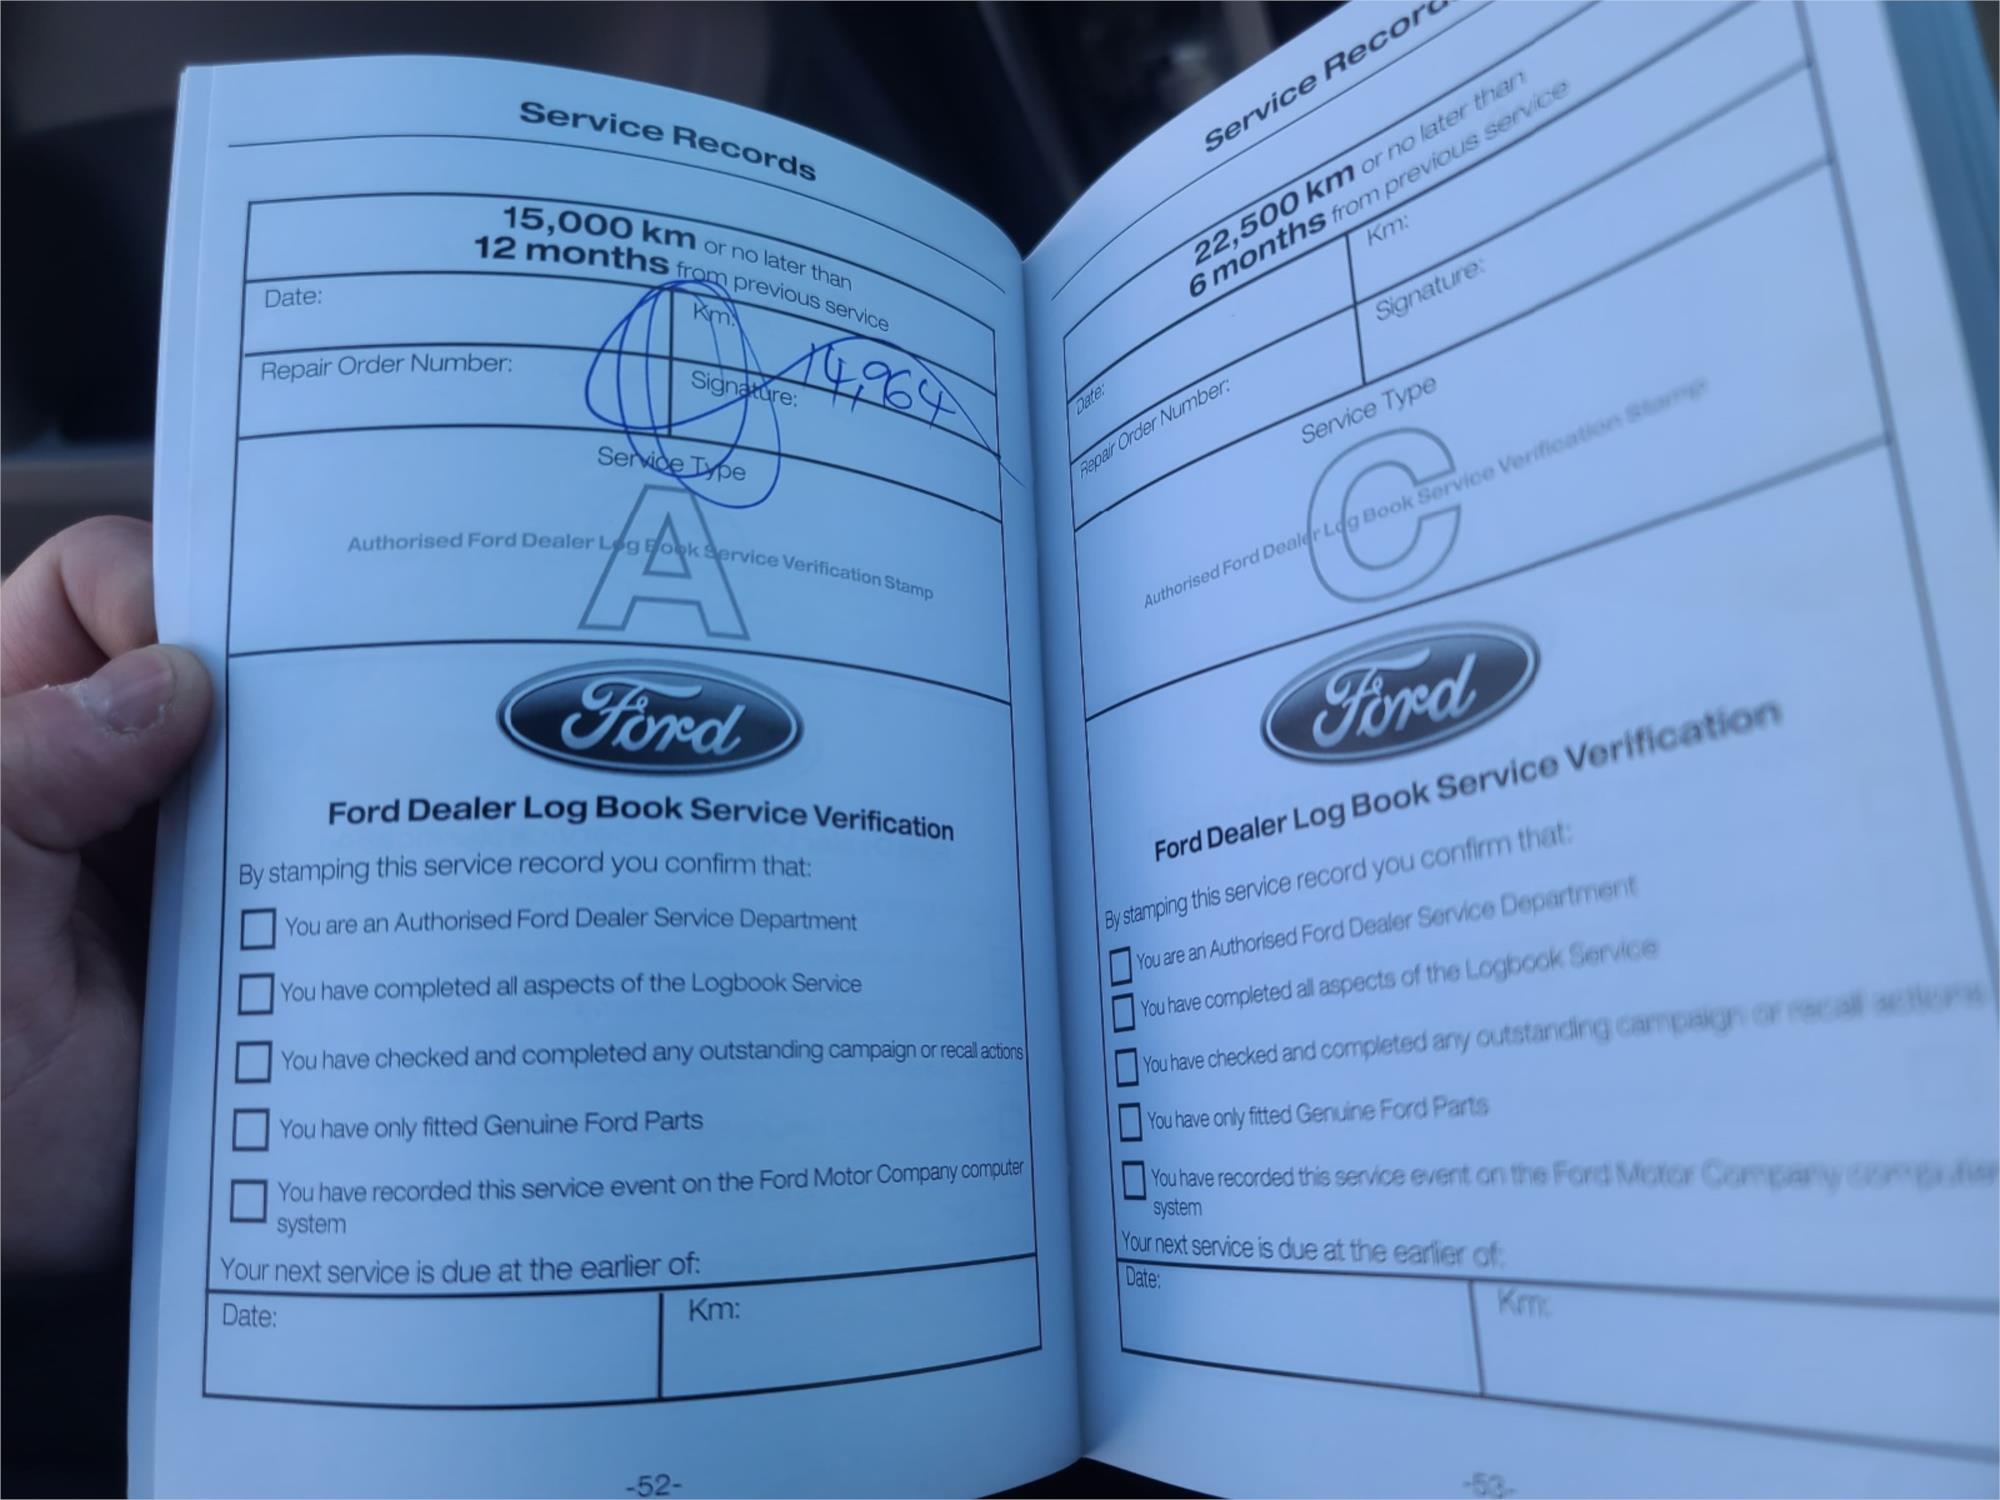 Service Records
15,000 km or no later than
12 months from previous service
Date:
Km:
14,964
Repair Order Number:
Signature:
Service Type
A
Authorised Ford Dealer Log Book Service Verification Stamp
Ford
Ford Dealer Log Book Service Verification
By stamping this service record you confirm that:
You are an Authorised Ford Dealer Service Department
You have completed all aspects of the Logbook Service
You have checked and completed any outstanding campaign or recall actions
You have only fitted Genuine Ford Parts
You have recorded this service event on the Ford Motor Company computer
system
Your next service is due at the earlier of:
Date:
Km:
-52-
Service Record
22,500 km or no later than
6 months from previous service
Date:
Km:
Repair Order Number:
Signature:
Service Type
C
Authorised Ford Dealer Log Book Service Verification Stamp
Ford
Ford Dealer Log Book Service Verification
By stamping this service record you confirm that:
You are an Authorised Ford Dealer Service Department
You have completed all aspects of the Logbook Service
You have checked and completed any outstanding campaign or recall actions
You have only fitted Genuine Ford Parts
You have recorded this service event on the Ford Motor Company computer
system
Your next service is due at the earlier of:
Date:
Km:
-53-